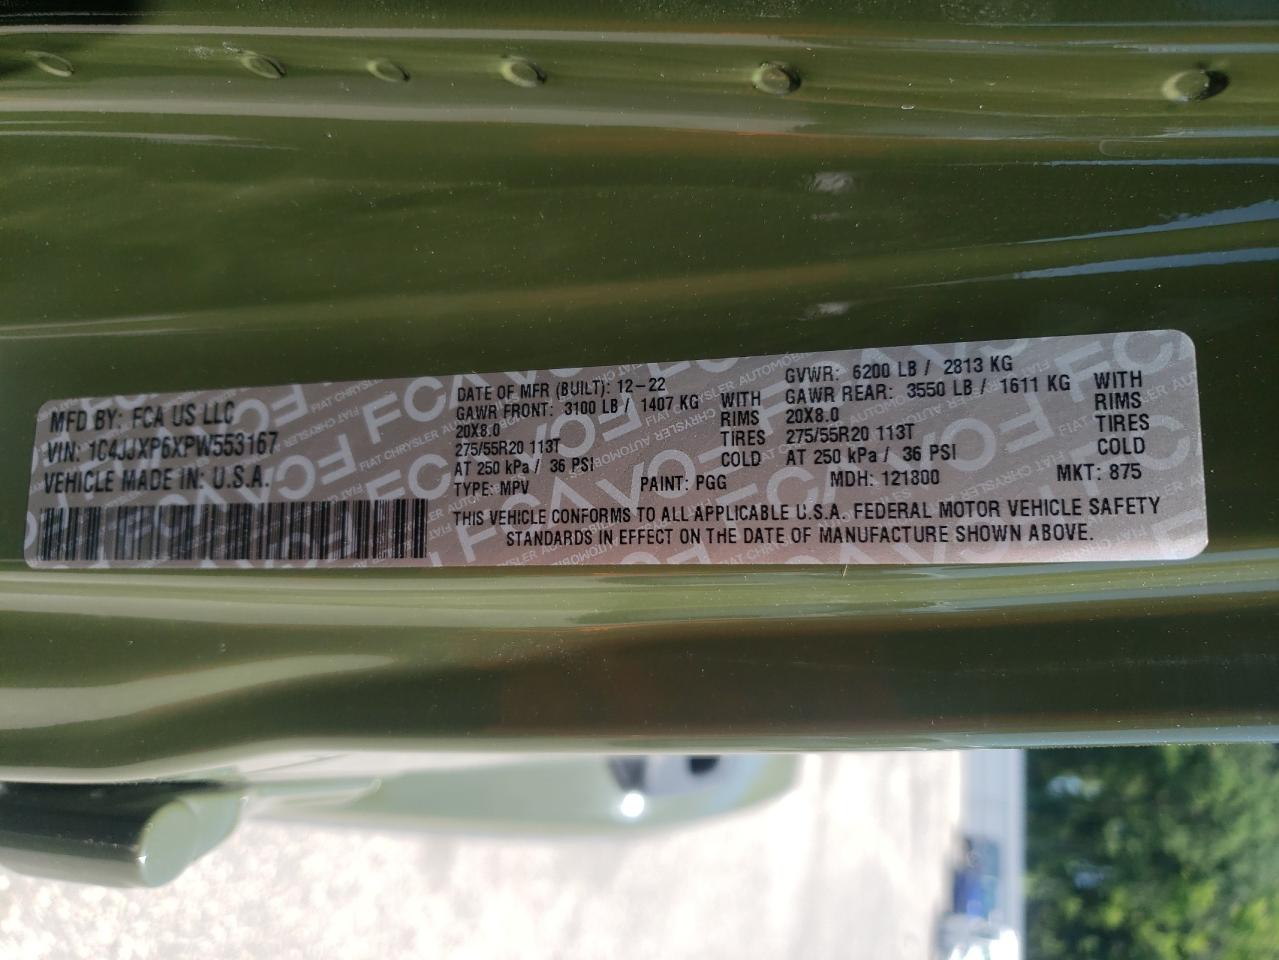 MFD BY: FCA US LLC
VIN: 1C4JJXP6XPW553167
VEHICLE MADE IN: U.S.A.
DATE OF MFR (BUILT): 12-22
GAWR FRONT: 3100 LB / 1407 KG WITH
20X8.0 RIMS
275/55R20 113T TIRES
AT 250 kPa / 36 PSI COLD
GVWR: 6200 LB / 2813 KG
GAWR REAR: 3550 LB / 1611 KG WITH
20X8.0 RIMS
275/55R20 113T TIRES
AT 250 kPa / 36 PSI COLD
TYPE: MPV PAINT: PGG MDH: 121800 MKT: 875
THIS VEHICLE CONFORMS TO ALL APPLICABLE U.S.A. FEDERAL MOTOR VEHICLE SAFETY
STANDARDS IN EFFECT ON THE DATE OF MANUFACTURE SHOWN ABOVE.